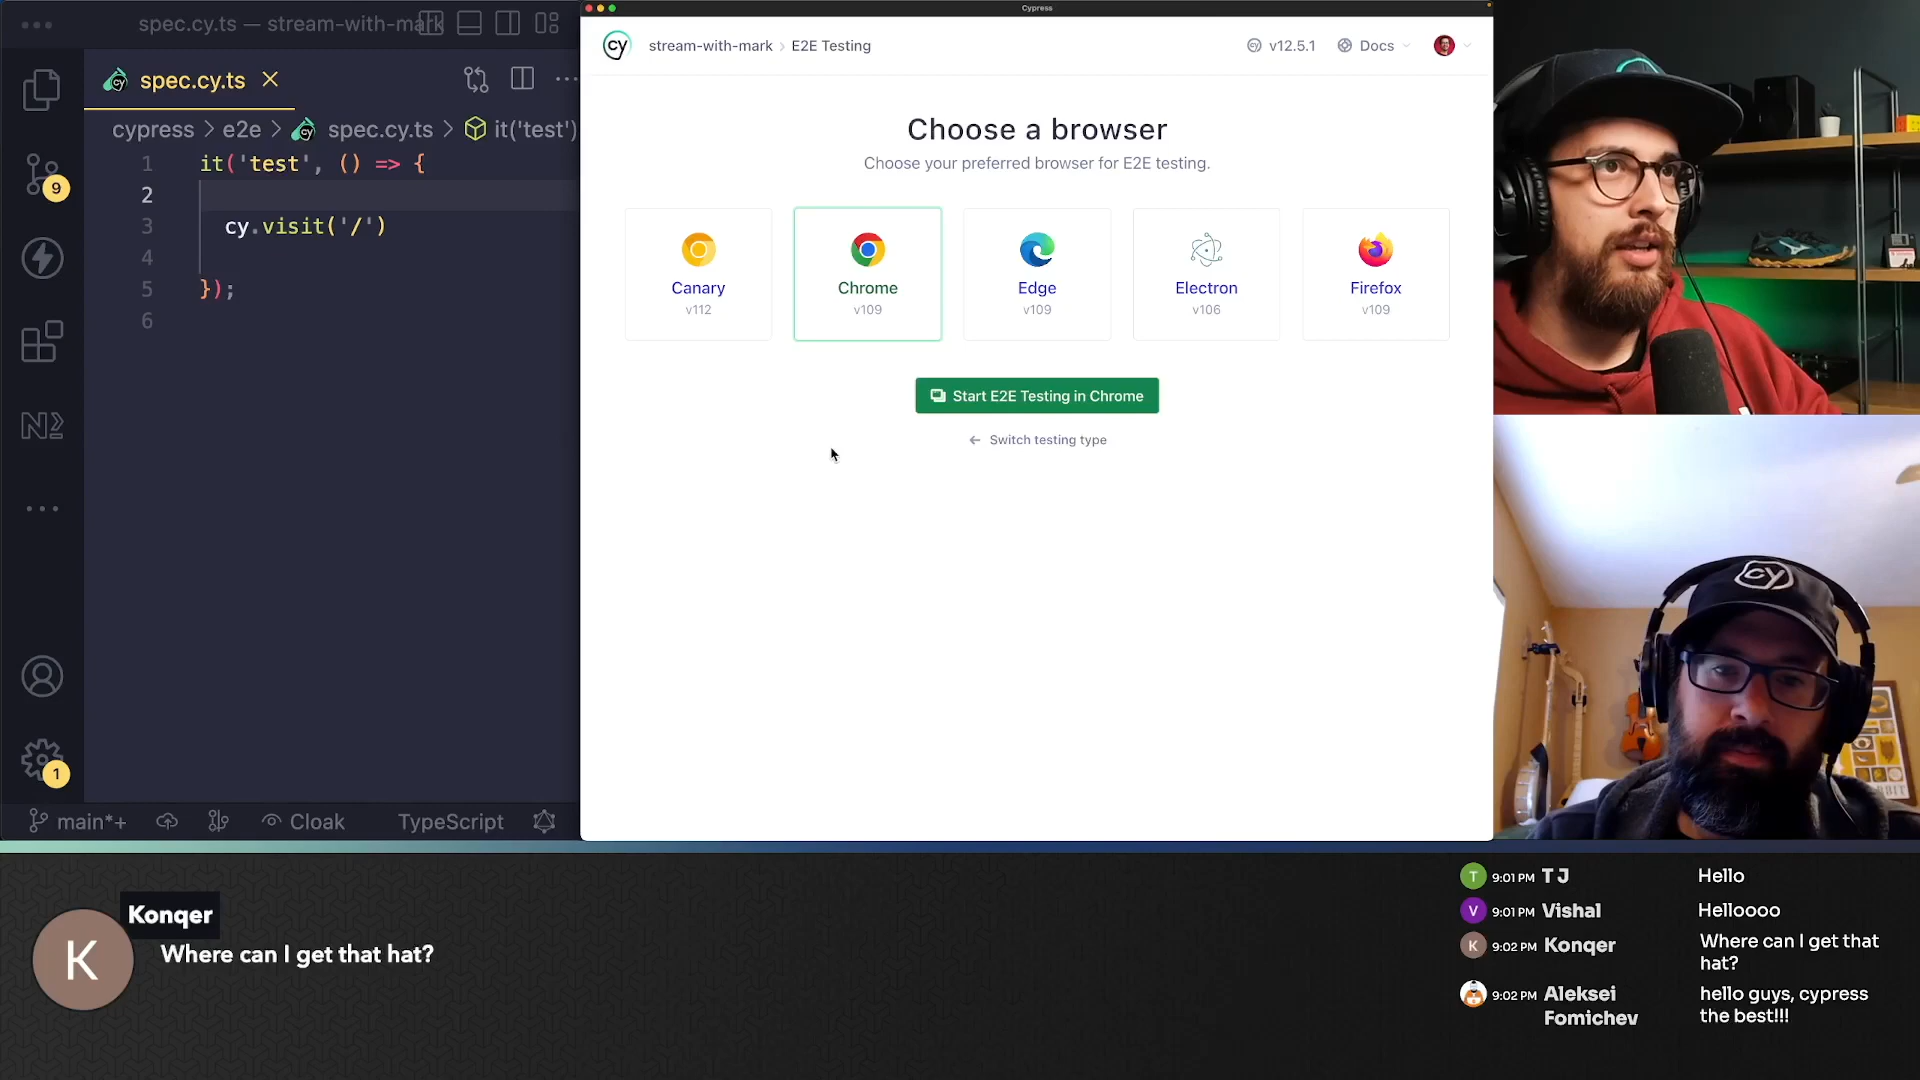 spec.cy.ts — stream-with-mark
spec.cy.ts
cypress > e2e > spec.cy.ts > it('test')
1 it('test', () => {
2
3 cy.visit('/')
4
5 });
6
9
1
main*+
Cloak
TypeScript
Cypress
cy
stream-with-mark > E2E Testing
v12.5.1
Docs
Choose a browser
Choose your preferred browser for E2E testing.
Canary
v112
Chrome
v109
Edge
v109
Electron
v106
Firefox
v109
Start E2E Testing in Chrome
← Switch testing type
cy
Konqer
K
Where can I get that hat?
T 9:01 PM T J Hello
V 9:01 PM Vishal Helloooo
K 9:02 PM Konqer Where can I get that
hat?
9:02 PM Aleksei hello guys, cypress
Fomichev the best!!!